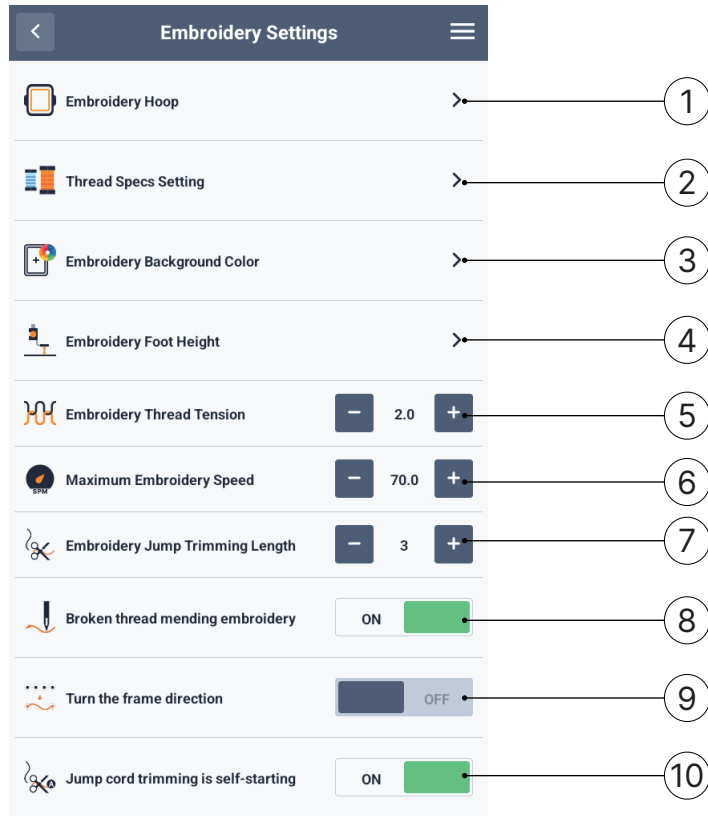 Embroidery Settings
Embroidery Hoop 1
Thread Specs Setting 2
Embroidery Background Color 3
Embroidery Foot Height 4
Embroidery Thread Tension − 2.0 + 5
SPM Maximum Embroidery Speed − 70.0 + 6
Embroidery Jump Trimming Length − 3 + 7
Broken thread mending embroidery ON 8
Turn the frame direction OFF 9
A Jump cord trimming is self-starting ON 10